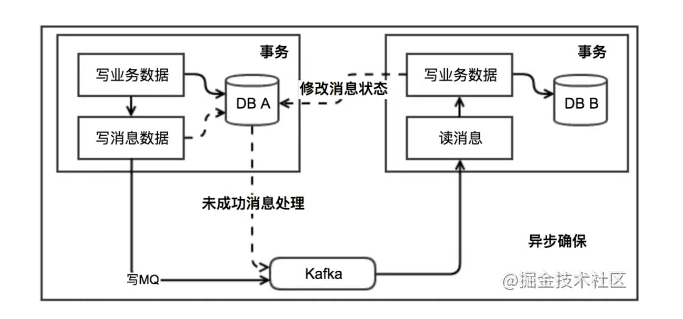 事务
写业务数据
DB A
写消息数据
修改消息状态
事务
写业务数据
DB B
读消息
未成功消息处理
异步确保
写MQ
Kafka
@掘金技术社区